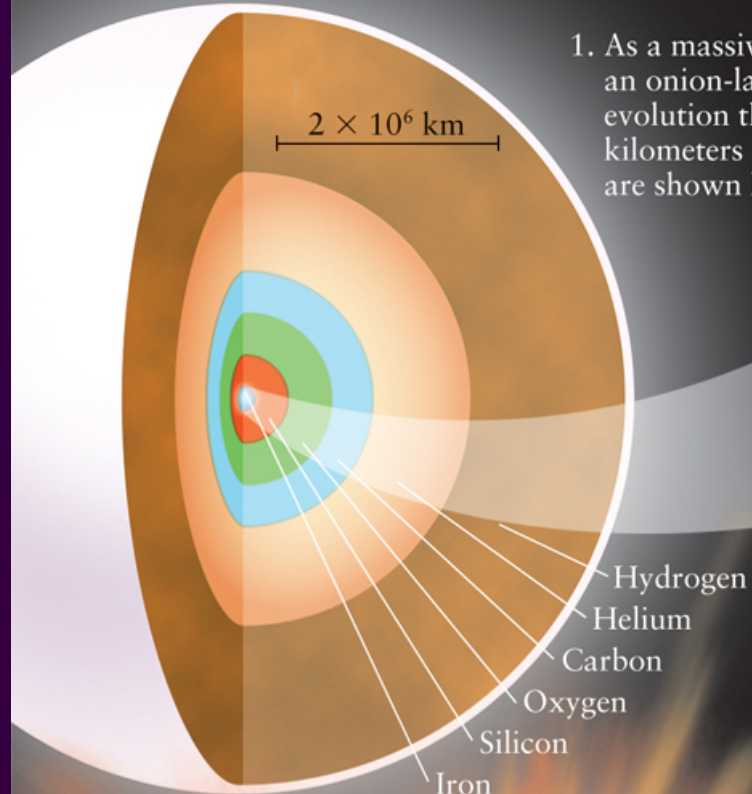 1. As a massiv
an onion-la
evolution th
kilometers
are shown
2 × 10⁶ km
Hydrogen
Helium
Carbon
Oxygen
Silicon
Iron